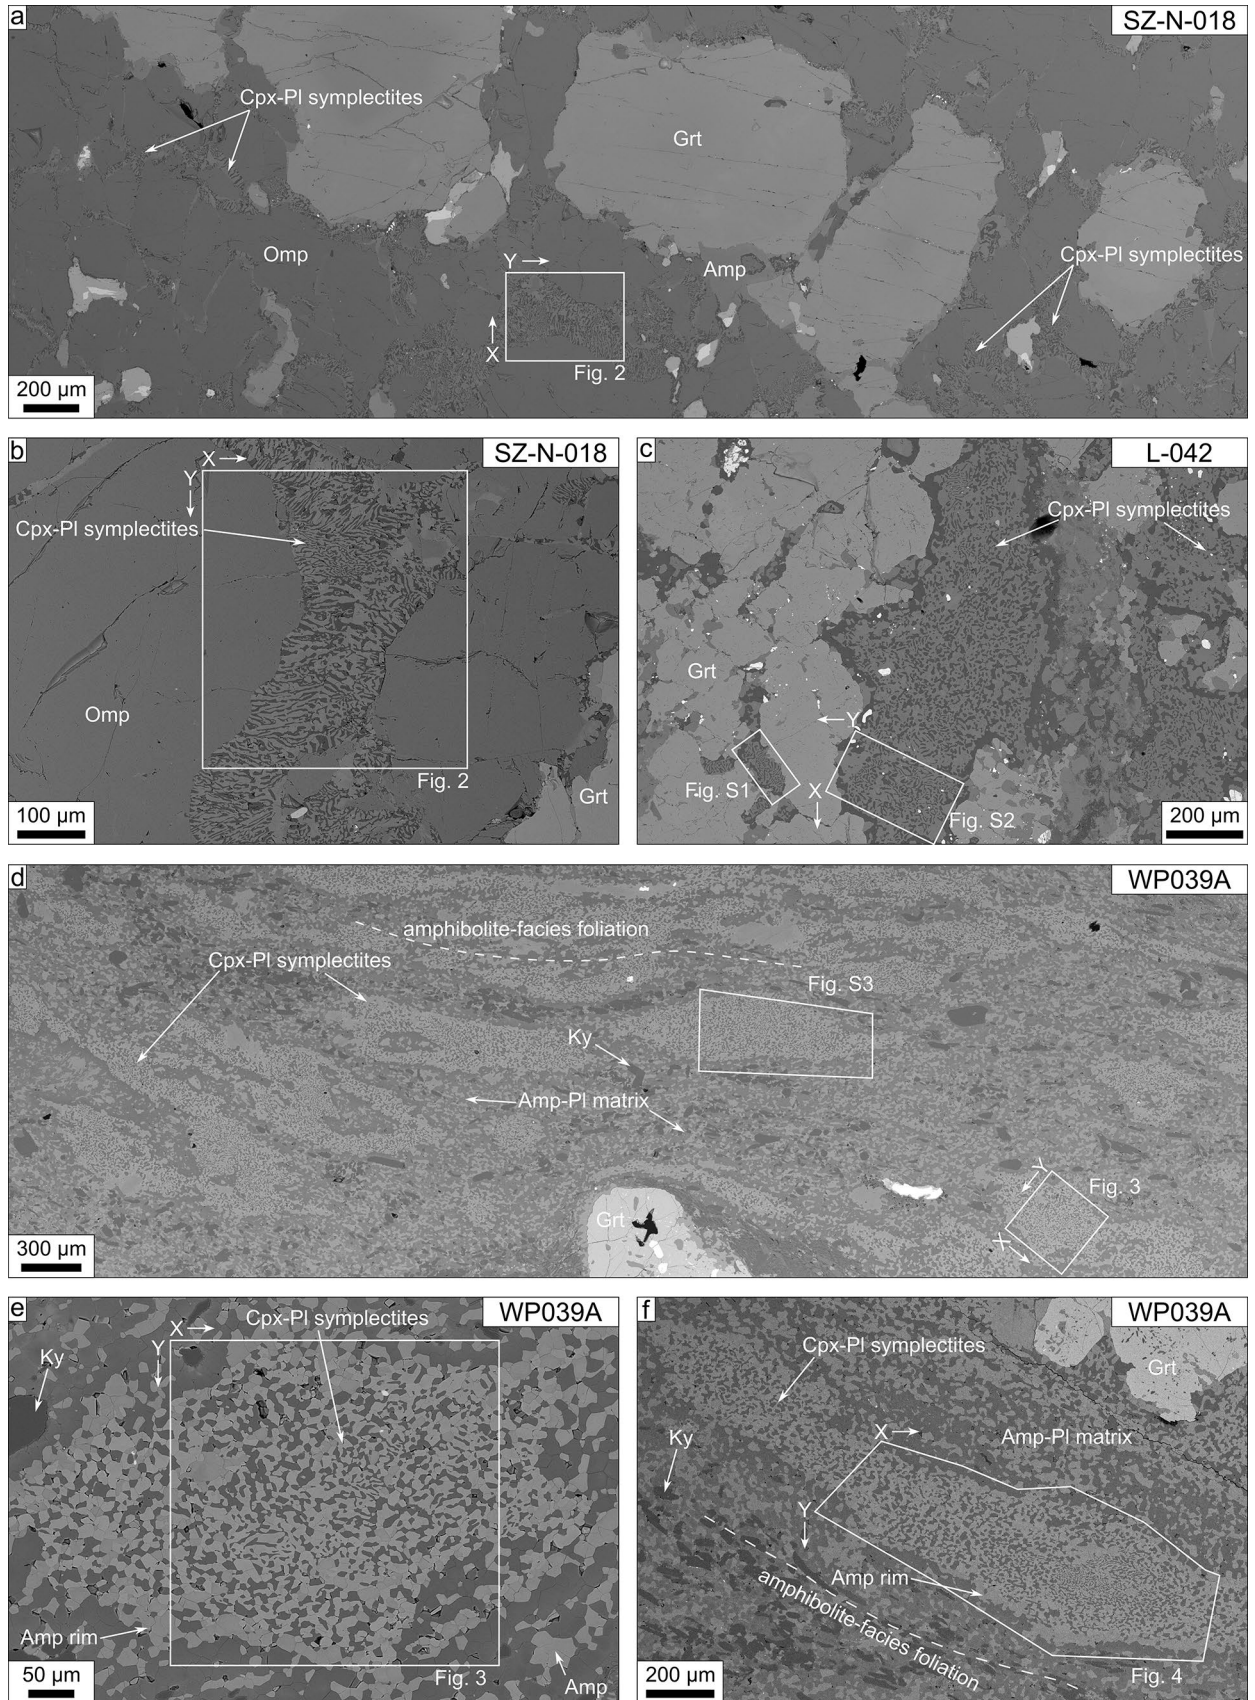 a
SZ-N-018
Cpx-Pl symplectites
Grt
Omp
Y
Amp
Cpx-Pl symplectites
X
Fig. 2
200 µm
b
SZ-N-018
X
Y
Cpx-Pl symplectites
Omp
Fig. 2
Grt
100 µm
c
L-042
Cpx-Pl symplectites
Grt
Y
Fig. S1
X
Fig. S2
200 µm
d
WP039A
amphibolite-facies foliation
Cpx-Pl symplectites
Fig. S3
Ky
Amp-Pl matrix
Y
Fig. 3
Grt
X
300 µm
e
WP039A
Cpx-Pl symplectites
X
Y
Ky
Amp rim
Fig. 3
Amp
50 µm
f
WP039A
Cpx-Pl symplectites
Grt
X
Amp-Pl matrix
Ky
Y
Amp rim
amphibolite-facies foliation
Fig. 4
200 µm